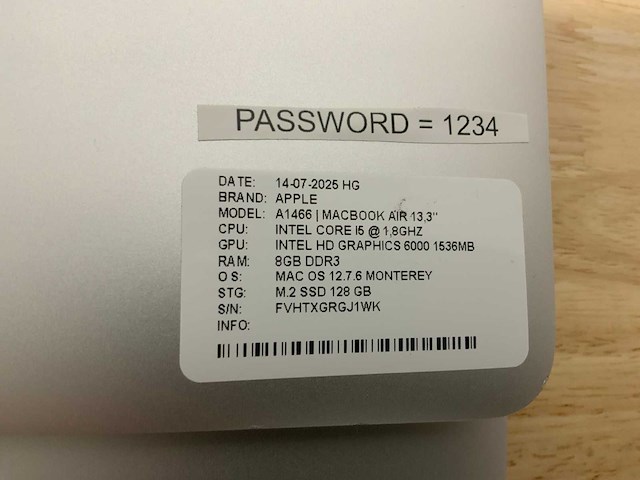 PASSWORD = 1234
DATE: 14-07-2025 HG
BRAND: APPLE
MODEL: A1466 | MACBOOK AIR 13,3"
CPU: INTEL CORE I5 @ 1,8GHZ
GPU: INTEL HD GRAPHICS 6000 1536MB
RAM: 8GB DDR3
OS: MAC OS 12.7.6 MONTEREY
STG: M.2 SSD 128 GB
S/N: FVHTXGRGJ1WK
INFO: